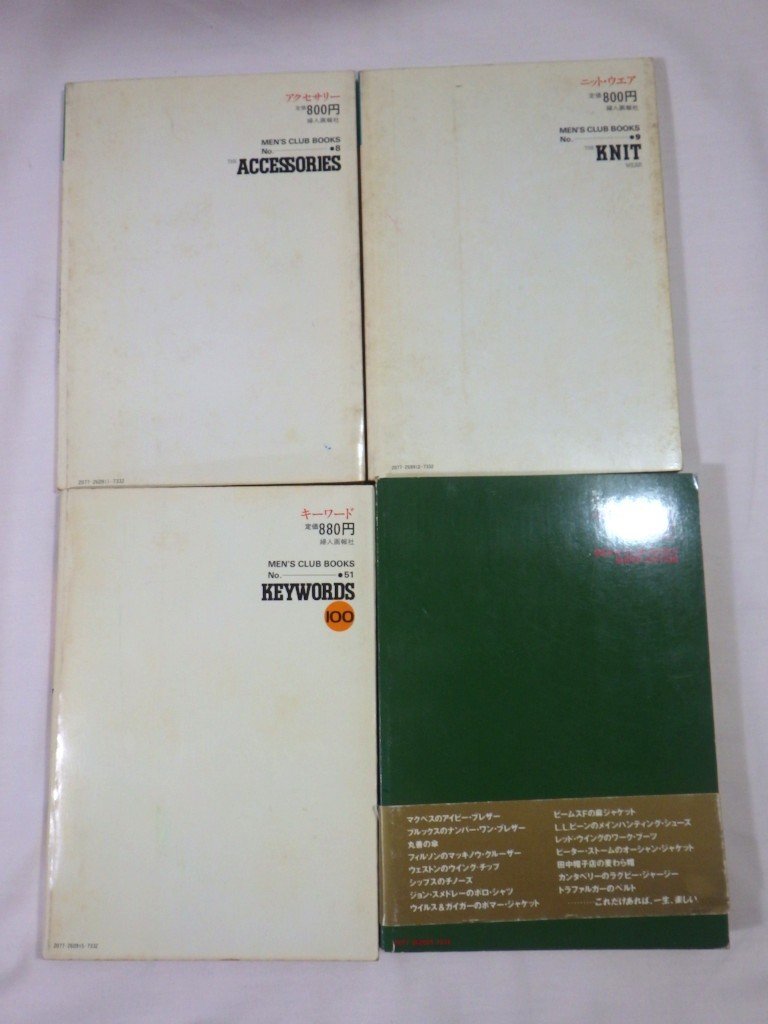 アクセサリー
定価800円
婦人画報社
MEN'S CLUB BOOKS
No. ●8
THE ACCESSORIES
2077-260911-7332
ニット・ウエア
定価800円
婦人画報社
MEN'S CLUB BOOKS
No. ●9
THE KNIT
WEAR
2077-260912-7332
キーワード
定価880円
婦人画報社
MEN'S CLUB BOOKS
No. ●51
KEYWORDS
100
2077-260915-7332
マクベスのアイビー・ブレザー
ブルックスのナンバー・ワン・ブレザー
丸善の傘
フィルソンのマッキノウ・クルーザー
ウェストンのウイング・チップ
シップスのチノーズ
ジョン・スメドレーのポロ・シャツ
ウイルス&ガイガーのボマー・ジャケット
ビームスFの麻ジャケット
L.L.ビーンのメインハンティング・シューズ
レッド・ウイングのワーク・ブーツ
ピーター・ストームのオーシャン・ジャケット
田中帽子店の麦わら帽
カンタベリーのラグビー・ジャージー
トラファルガーのベルト
………これだけあれば、一生、楽しい